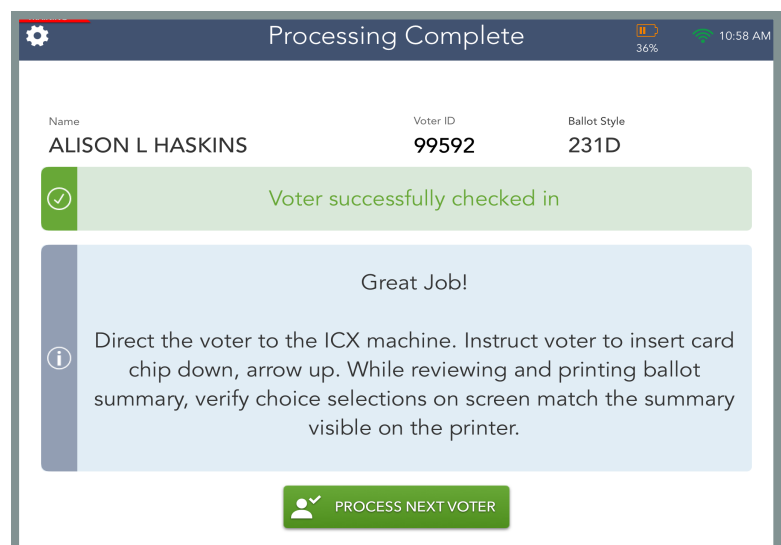 Processing Complete
36%
10:58 AM
Name
Voter ID
Ballot Style
ALISON L HASKINS
99592
231D
Voter successfully checked in
Great Job!
Direct the voter to the ICX machine. Instruct voter to insert card
chip down, arrow up. While reviewing and printing ballot
summary, verify choice selections on screen match the summary
visible on the printer.
PROCESS NEXT VOTER